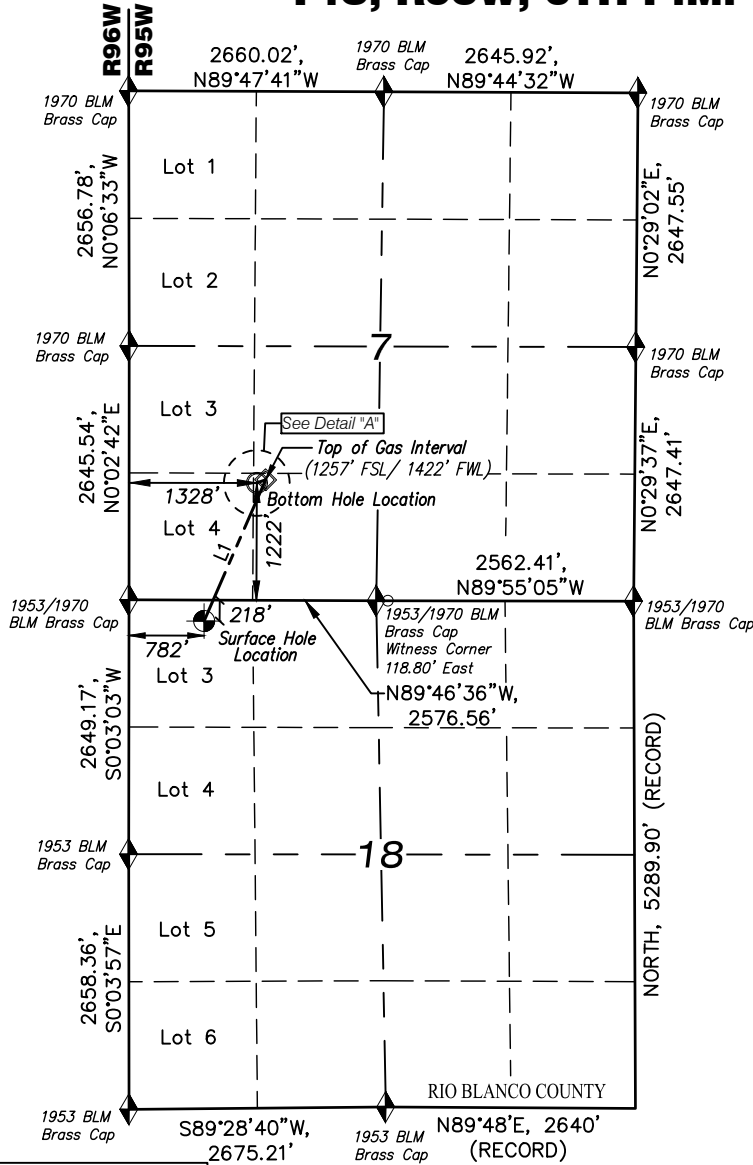 R96W
R95W
2660.02',
N89°47'41"W
1970 BLM
Brass Cap
2645.92',
N89°44'32"W
1970 BLM
Brass Cap
1970 BLM
Brass Cap
2656.78',
N0°06'33"W
Lot 1
N0°29'02"E,
2647.55'
Lot 2
1970 BLM
Brass Cap
7
1970 BLM
Brass Cap
2645.54',
N0°02'42"E
Lot 3
See Detail "A"
Top of Gas Interval
(1257' FSL/ 1422' FWL)
N0°29'37"E,
2647.41'
1328'
Bottom Hole Location
Lot 4
L1
1222'
2562.41',
N89°55'05"W
1953/1970
BLM Brass Cap
218'
Surface Hole
Location
782'
1953/1970 BLM
Brass Cap
Witness Corner
118.80' East
1953/1970
BLM Brass Cap
N89°46'36"W,
2576.56'
Lot 3
2649.17',
S0°03'03"W
Lot 4
1953 BLM
Brass Cap
18
NORTH, 5289.90' (RECORD)
2658.36',
S0°03'57"E
Lot 5
Lot 6
RIO BLANCO COUNTY
1953 BLM
Brass Cap
S89°28'40"W,
2675.21'
1953 BLM
Brass Cap
N89°48'E, 2640'
(RECORD)